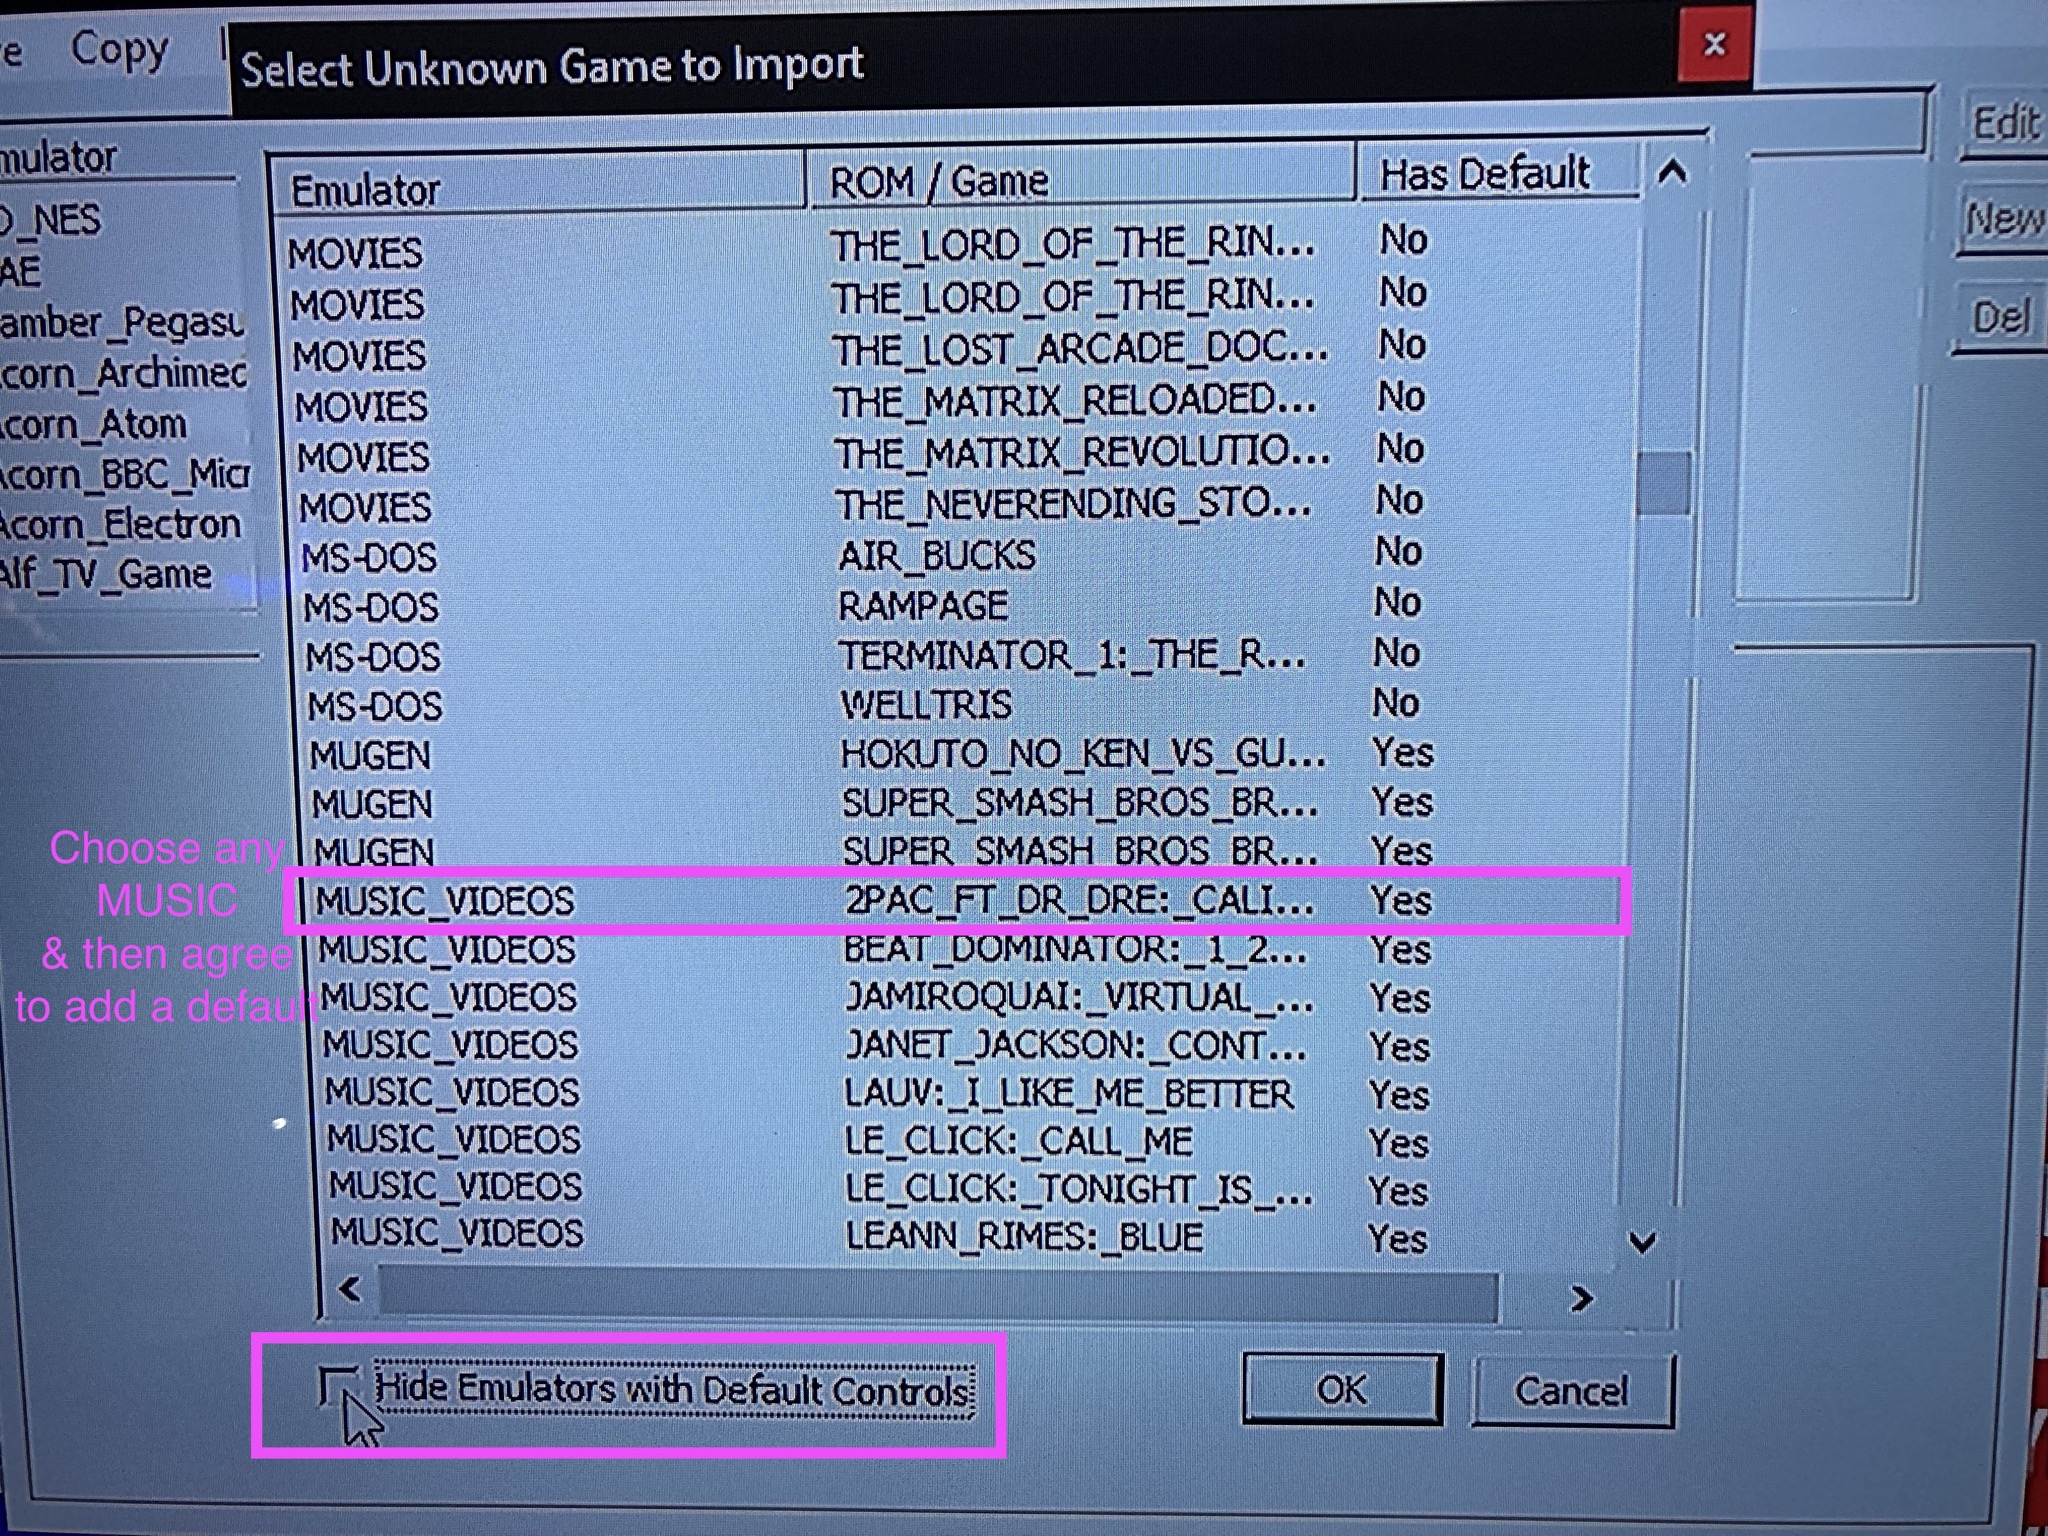 Copy
Select Unknown Game to Import
x
Edit
New
Del
mulator
_NES
AE
amber_Pegasu
corn_Archimec
corn_Atom
corn_BBC_Micr
Acorn_Electron
Alf_TV_Game
Emulator ROM / Game Has Default
MOVIES THE_LORD_OF_THE_RIN... No
MOVIES THE_LORD_OF_THE_RIN... No
MOVIES THE_LOST_ARCADE_DOC... No
MOVIES THE_MATRIX_RELOADED... No
MOVIES THE_MATRIX_REVOLUTIO... No
MOVIES THE_NEVERENDING_STO... No
MS-DOS AIR_BUCKS No
MS-DOS RAMPAGE No
MS-DOS TERMINATOR_1:_THE_R... No
MS-DOS WELLTRIS No
MUGEN HOKUTO_NO_KEN_VS_GU... Yes
MUGEN SUPER_SMASH_BROS_BR... Yes
MUGEN SUPER_SMASH_BROS_BR... Yes
MUSIC_VIDEOS 2PAC_FT_DR_DRE:_CALI... Yes
MUSIC_VIDEOS BEAT_DOMINATOR:_1_2... Yes
MUSIC_VIDEOS JAMIROQUAI:_VIRTUAL_... Yes
MUSIC_VIDEOS JANET_JACKSON:_CONT... Yes
MUSIC_VIDEOS LAUV:_I_LIKE_ME_BETTER Yes
MUSIC_VIDEOS LE_CLICK:_CALL_ME Yes
MUSIC_VIDEOS LE_CLICK:_TONIGHT_IS_... Yes
MUSIC_VIDEOS LEANN_RIMES:_BLUE Yes
Choose any
MUSIC
& then agree
to add a default
Hide Emulators with Default Controls
OK
Cancel